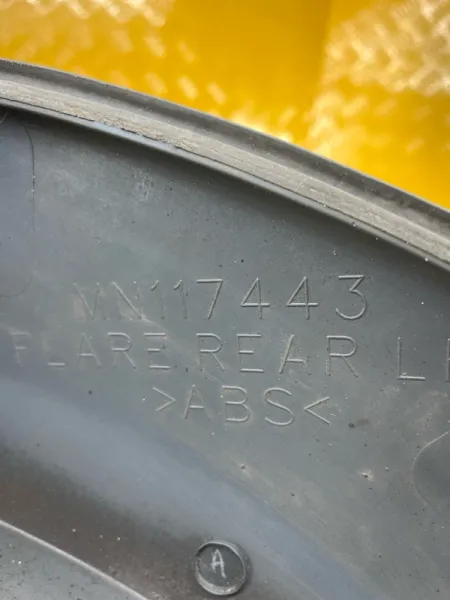 MN117443
FLARE REAR
>ABS<
A